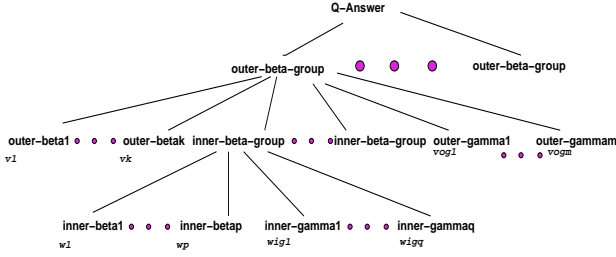 Q-Answer
outer-beta-group outer-beta-group
outer-beta1 outer-betak inner-beta-group inner-beta-group outer-gamma1 outer-gammam
v1 vk vog1 vogm
inner-beta1 inner-betap inner-gamma1 inner-gammaq
w1 wp wig1 wigq